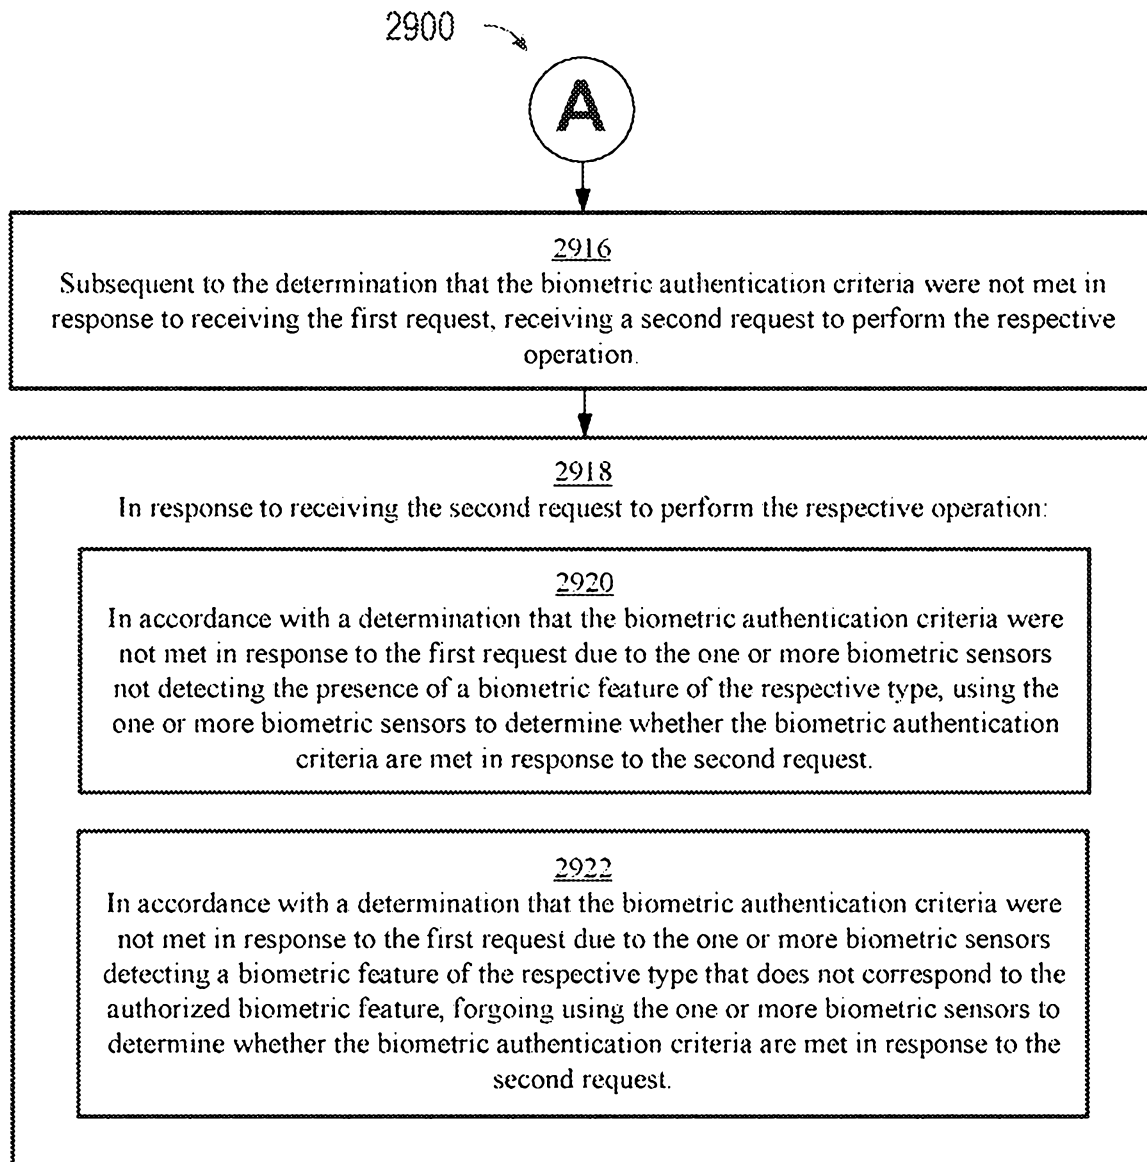 2900
A
2916
Subsequent to the determination that the biometric authentication criteria were not met in
response to receiving the first request, receiving a second request to perform the respective
operation.
2918
In response to receiving the second request to perform the respective operation:
2920
In accordance with a determination that the biometric authentication criteria were
not met in response to the first request due to the one or more biometric sensors
not detecting the presence of a biometric feature of the respective type, using the
one or more biometric sensors to determine whether the biometric authentication
criteria are met in response to the second request.
2922
In accordance with a determination that the biometric authentication criteria were
not met in response to the first request due to the one or more biometric sensors
detecting a biometric feature of the respective type that does not correspond to the
authorized biometric feature, forgoing using the one or more biometric sensors to
determine whether the biometric authentication criteria are met in response to the
second request.